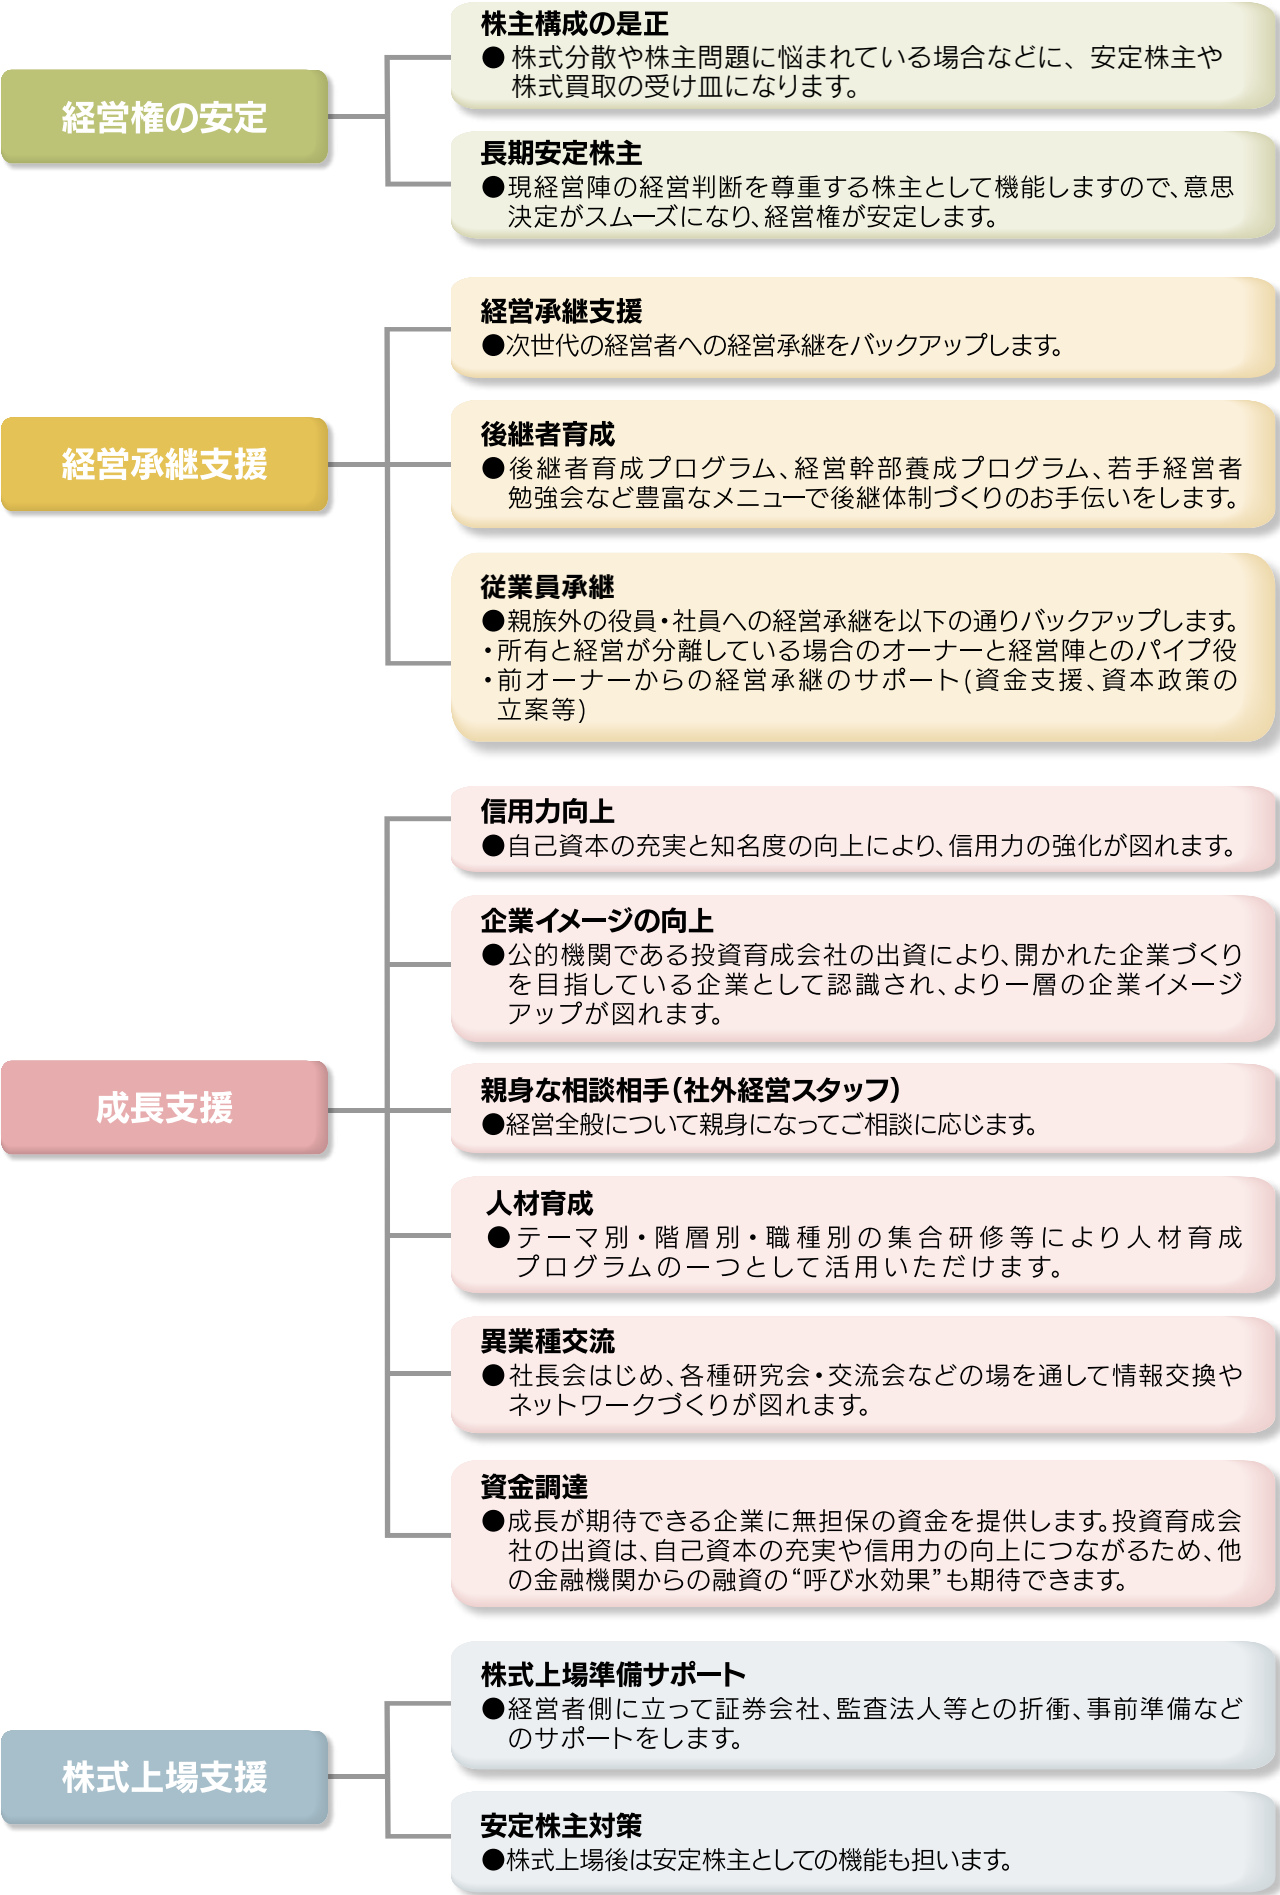 経営権の安定
株主構成の是正
●株式分散や株主問題に悩まれている場合などに、安定株主や
株式買取の受け皿になります。
長期安定株主
●現経営陣の経営判断を尊重する株主として機能しますので、意思
決定がスムーズになり、経営権が安定します。
経営承継支援
経営承継支援
●次世代の経営者への経営承継をバックアップします。
後継者育成
●後継者育成プログラム、経営幹部養成プログラム、若手経営者
勉強会など豊富なメニューで後継体制づくりのお手伝いをします。
従業員承継
●親族外の役員・社員への経営承継を以下の通りバックアップします。
・所有と経営が分離している場合のオーナーと経営陣とのパイプ役
・前オーナーからの経営承継のサポート(資金支援、資本政策の
立案等)
成長支援
信用力向上
●自己資本の充実と知名度の向上により、信用力の強化が図れます。
企業イメージの向上
●公的機関である投資育成会社の出資により、開かれた企業づくり
を目指している企業として認識され、より一層の企業イメージ
アップが図れます。
親身な相談相手(社外経営スタッフ)
●経営全般について親身になってご相談に応じます。
人材育成
●テーマ別・階層別・職種別の集合研修等により人材育成
プログラムの一つとして活用いただけます。
異業種交流
●社長会はじめ、各種研究会・交流会などの場を通して情報交換や
ネットワークづくりが図れます。
資金調達
●成長が期待できる企業に無担保の資金を提供します。投資育成会
社の出資は、自己資本の充実や信用力の向上につながるため、他
の金融機関からの融資の“呼び水効果”も期待できます。
株式上場支援
株式上場準備サポート
●経営者側に立って証券会社、監査法人等との折衝、事前準備など
のサポートをします。
安定株主対策
●株式上場後は安定株主としての機能も担います。